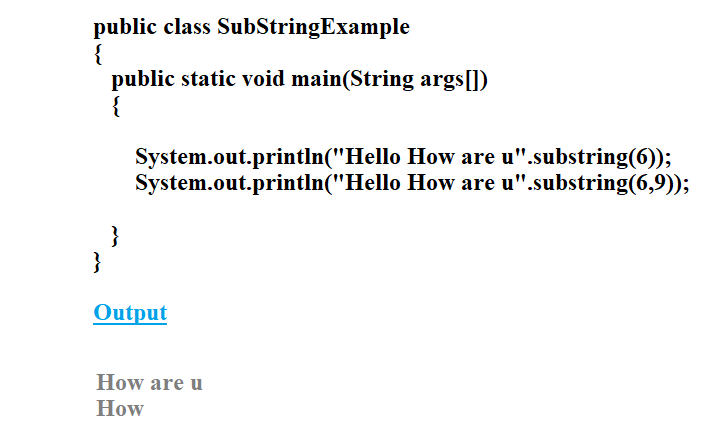 public class SubStringExample
{
public static void main(String args[])
{
System.out.println("Hello How are u".substring(6));
System.out.println("Hello How are u".substring(6,9));
}
}
Output
How are u
How